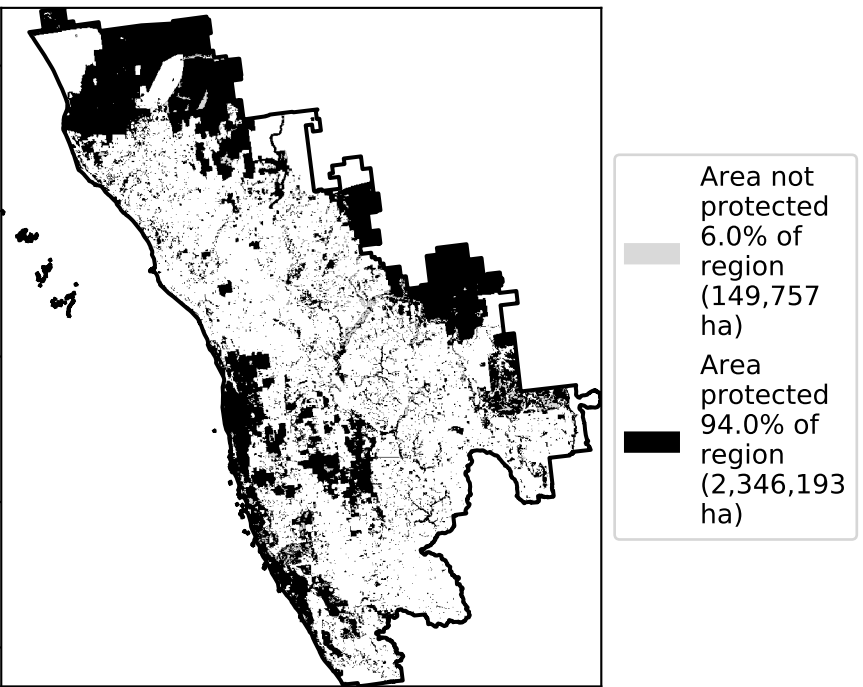 Area not
protected
6.0% of
region
(149,757
ha)
Area
protected
94.0% of
region
(2,346,193
ha)